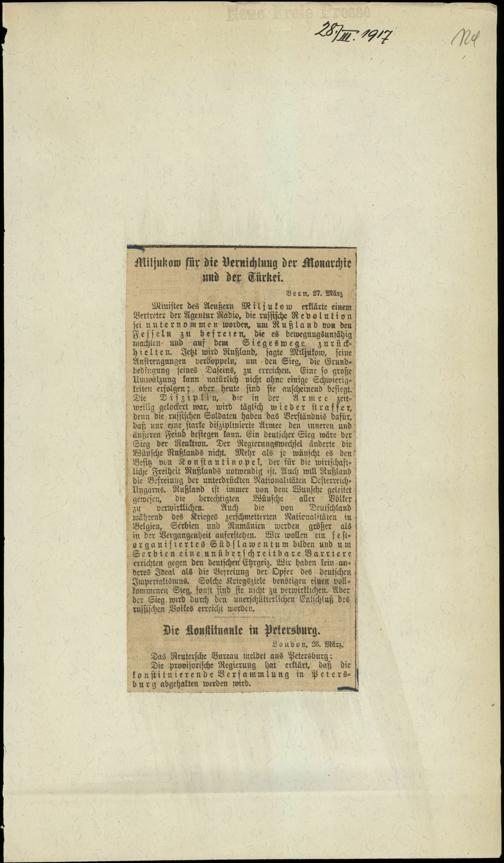 Neue Freie Presse
28/III. 1917
Miljukow für die Vernichtung der Monarchie
und der Türkei.
Bern, 27. März
Minister des Aeußern Miljukow erklärte einem
Vertreter der Agentur Radio, die russische Revolution
sei unternommen worden, um Rußland von den
Fesseln zu befreien, die es bewegungsunfähig
machten und auf dem Siegeswege zurück-
hielten. Jetzt wird Rußland, sagte Miljukow, seine
Anstrengungen verdoppeln, um den Sieg, die Grund-
bedingung seines Daseins, zu erreichen. Eine so große
Umwälzung kann natürlich nicht ohne einige Schwierig-
keiten erfolgen; aber heute sind sie anscheinend besiegt.
Die Disziplin, die in der Armee zeit-
weilig gelockert war, wird täglich wieder straffer,
denn die russischen Soldaten haben das Verständnis dafür,
daß nur eine starke disziplinierte Armee den inneren und
äußeren Feind besiegen kann. Ein deutscher Sieg wäre der
Sieg der Reaktion. Der Regierungswechsel änderte die
Wünsche Rußlands nicht. Mehr als je wünscht es den
Besitz von Konstantinopel, der für die wirtschaft-
liche Freiheit Rußlands notwendig ist. Auch will Rußland
die Befreiung der unterdrückten Nationalitäten Oesterreich-
Ungarns. Rußland ist immer von dem Wunsche geleitet
gewesen, die berechtigten Wünsche aller Völker
zu verwirklichen. Auch die von Deutschland
während des Krieges zerschmetterten Nationalitäten in
Belgien, Serbien und Rumänien werden größer als
in der Vergangenheit auferstehen. Wir wollen ein fest-
organisiertes Südslawentum bilden und um
Serbien eine unüberschreitbare Barriere
errichten gegen den deutschen Ehrgeiz. Wir haben kein an-
deres Ideal als die Befreiung der Opfer des deutschen
Imperialismus. Solche Kriegsziele benötigen einen voll-
kommenen Sieg, sonst sind sie nicht zu verwirklichen. Aber
der Sieg wird durch den unerschütterlichen Entschluß des
russischen Volkes erreicht werden.
Die Konstituante in Petersburg.
London, 26. März.
Das Reutersche Bureau meldet aus Petersburg:
Die provisorische Regierung hat erklärt, daß die
konstituierende Versammlung in Peters-
burg abgehalten werden wird.